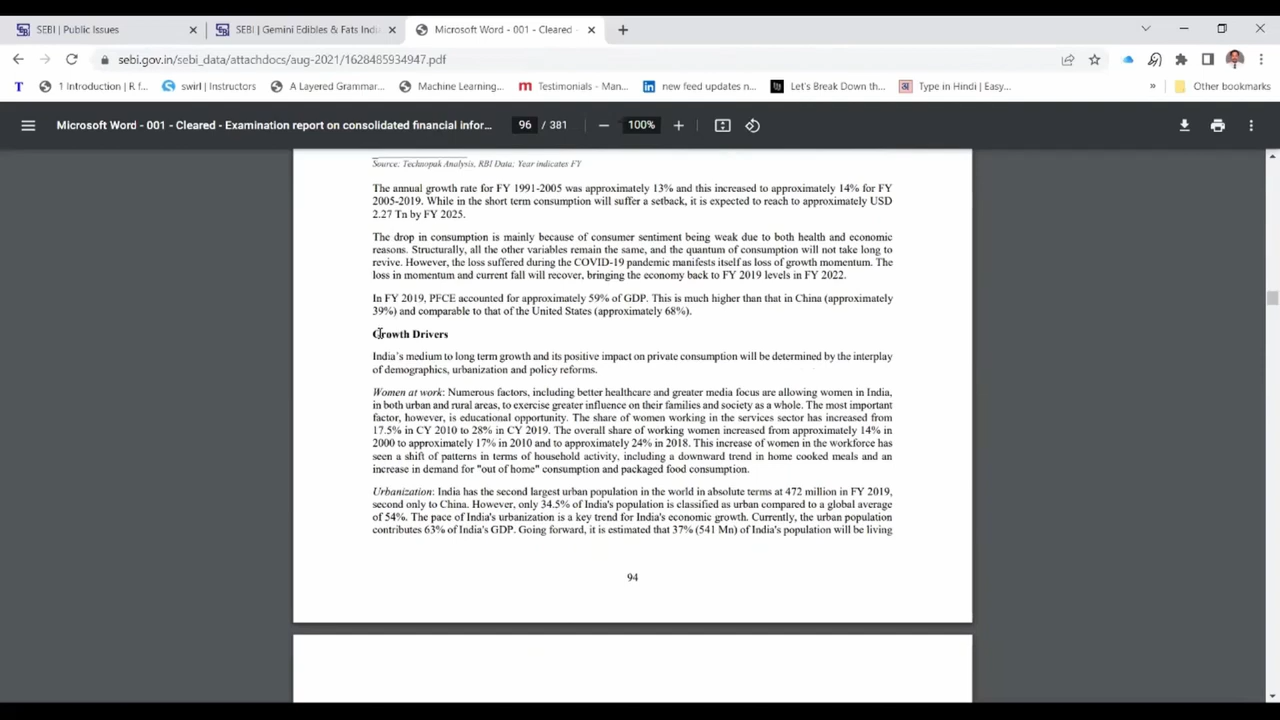 SEBI | Public Issues
SEBI | Gemini Edibles & Fats Indi
Microsoft Word - 001 - Cleared -
sebi.gov.in/sebi_data/attachdocs/aug-2021/1628485934947.pdf
T
1 Introduction | R f...
swirl | Instructors
A Layered Grammar...
Machine Learning...
Testimonials – Man...
new feed updates n...
Let's Break Down th...
Type in Hindi | Easy...
»
Other bookmarks
Microsoft Word - 001 - Cleared - Examination report on consolidated financial infor...
96 / 381
100%
Source: Technopak Analysis, RBI Data; Year indicates FY
The annual growth rate for FY 1991-2005 was approximately 13% and this increased to approximately 14% for FY
2005-2019. While in the short term consumption will suffer a setback, it is expected to reach to approximately USD
2.27 Tn by FY 2025.
The drop in consumption is mainly because of consumer sentiment being weak due to both health and economic
reasons. Structurally, all the other variables remain the same, and the quantum of consumption will not take long to
revive. However, the loss suffered during the COVID-19 pandemic manifests itself as loss of growth momentum. The
loss in momentum and current fall will recover, bringing the economy back to FY 2019 levels in FY 2022.
In FY 2019, PFCE accounted for approximately 59% of GDP. This is much higher than that in China (approximately
39%) and comparable to that of the United States (approximately 68%).
Growth Drivers
India's medium to long term growth and its positive impact on private consumption will be determined by the interplay
of demographics, urbanization and policy reforms.
Women at work: Numerous factors, including better healthcare and greater media focus are allowing women in India,
in both urban and rural areas, to exercise greater influence on their families and society as a whole. The most important
factor, however, is educational opportunity. The share of women working in the services sector has increased from
17.5% in CY 2010 to 28% in CY 2019. The overall share of working women increased from approximately 14% in
2000 to approximately 17% in 2010 and to approximately 24% in 2018. This increase of women in the workforce has
seen a shift of patterns in terms of household activity, including a downward trend in home cooked meals and an
increase in demand for "out of home" consumption and packaged food consumption.
Urbanization: India has the second largest urban population in the world in absolute terms at 472 million in FY 2019,
second only to China. However, only 34.5% of India's population is classified as urban compared to a global average
of 54%. The pace of India's urbanization is a key trend for India's economic growth. Currently, the urban population
contributes 63% of India's GDP. Going forward, it is estimated that 37% (541 Mn) of India's population will be living
94